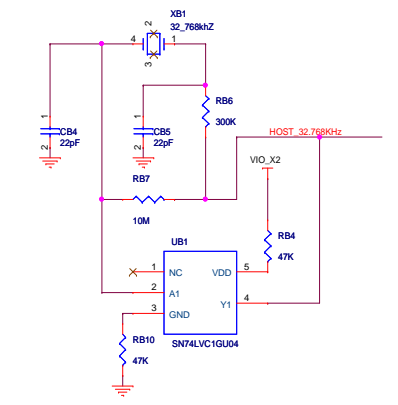 XB1
32_768khZ
2
4
1
3
1
1
RB6
300K
CB4
22pF
CB5
22pF
2
2
HOST_32.768KHz
VIO_X2
RB7
10M
RB4
47K
UB1
1
NC
VDD
5
2
A1
Y1
4
3
GND
SN74LVC1GU04
RB10
47K